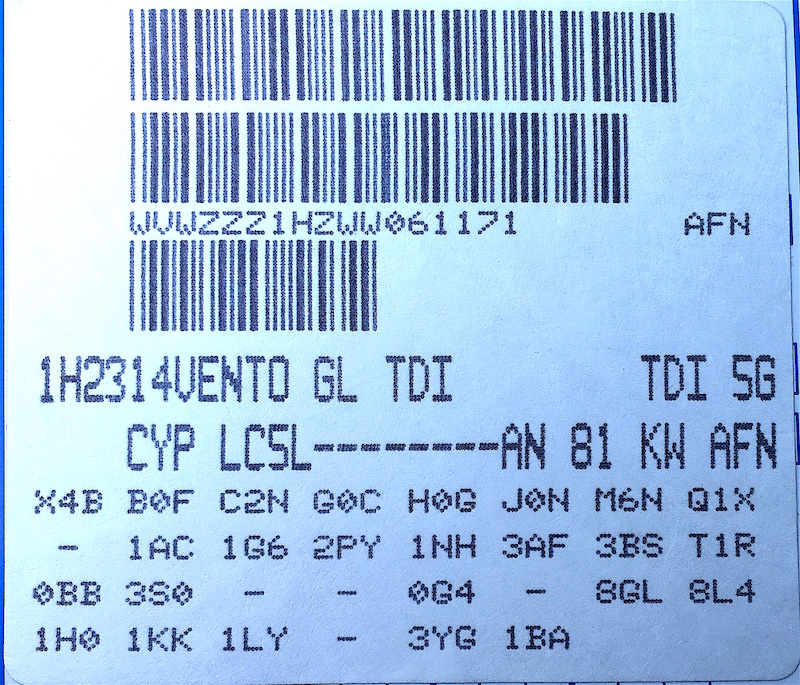 WVWZZZ1HZWW061171 AFN
1H2314VENTO GL TDI TDI 5G
CYP LCSL--------AN 81 KW AFN
X4B B0F C2N G0C H0G J0N M6N Q1X
- 1AC 1G6 2PY 1NH 3AF 3BS T1R
0BB 3S0 - - 0G4 - 8GL 8L4
1H0 1KK 1LY - 3YG 1BA